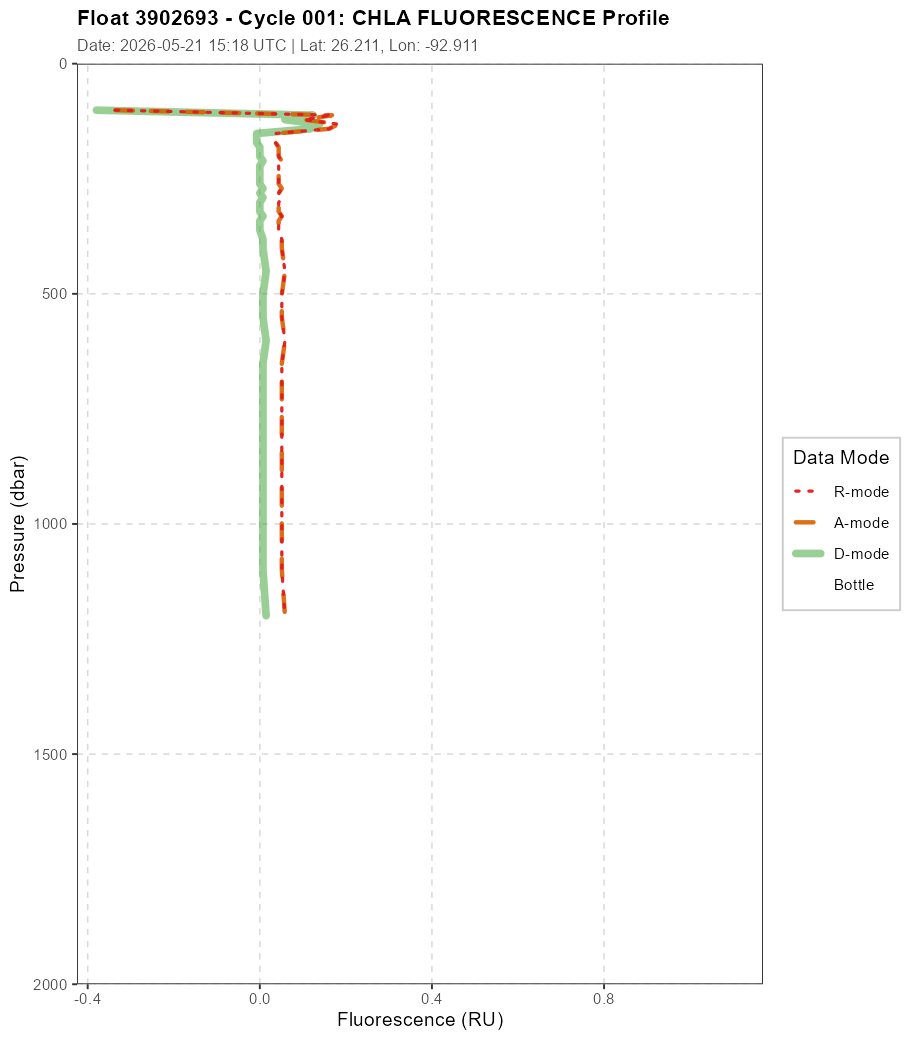 Float 3902693 - Cycle 001: CHLA FLUORESCENCE Profile
Date: 2026-05-21 15:18 UTC | Lat: 26.211, Lon: -92.911
0
500
1000
1500
2000
Pressure (dbar)
-0.4
0.0
0.4
0.8
Fluorescence (RU)
Data Mode
R-mode
A-mode
D-mode
Bottle